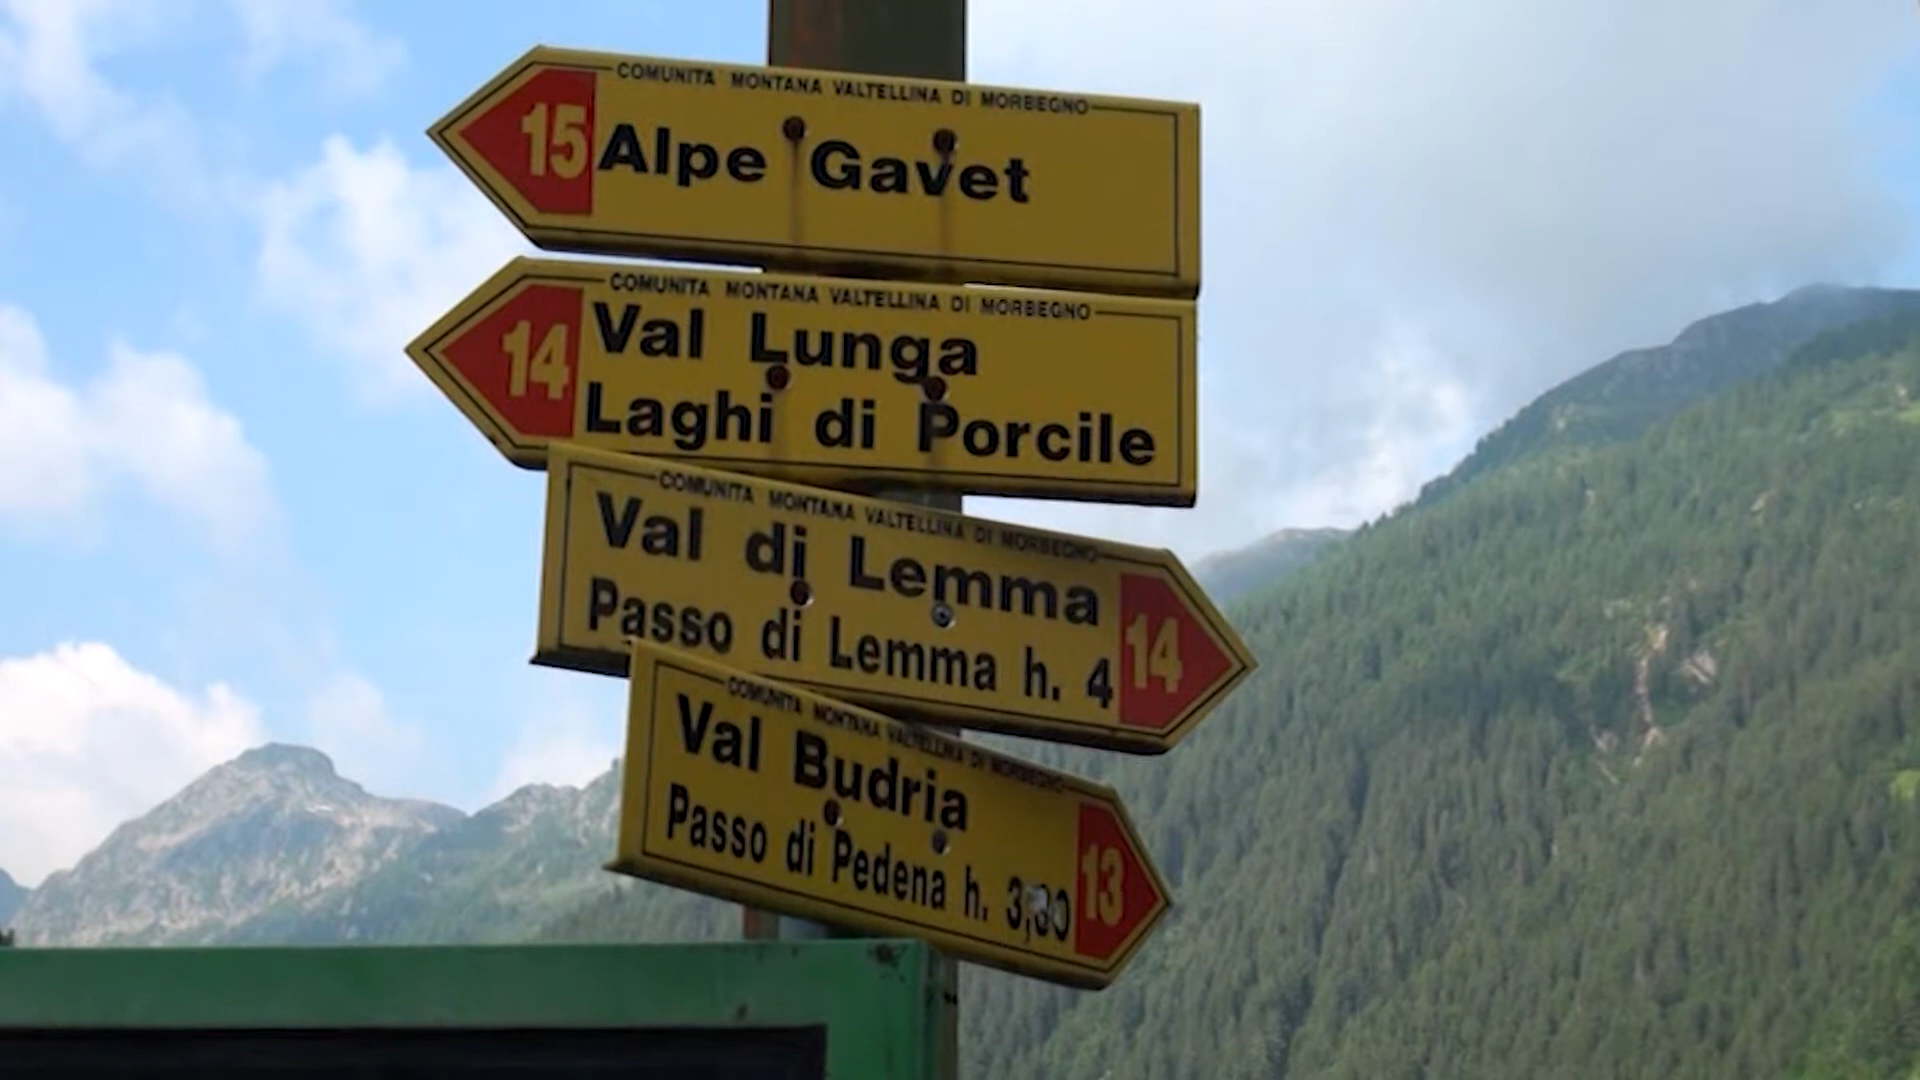 COMUNITA MONTANA VALTELLINA DI MORBEGNO
15 Alpe Gavet
COMUNITA MONTANA VALTELLINA DI MORBEGNO
14 Val Lunga
Laghi di Porcile
COMUNITA MONTANA VALTELLINA DI MORBEGNO
Val di Lemma
Passo di Lemma h. 4 14
COMUNITA MONTANA VALTELLINA DI MORBEGNO
Val Budria
Passo di Pedena h. 3,30 13